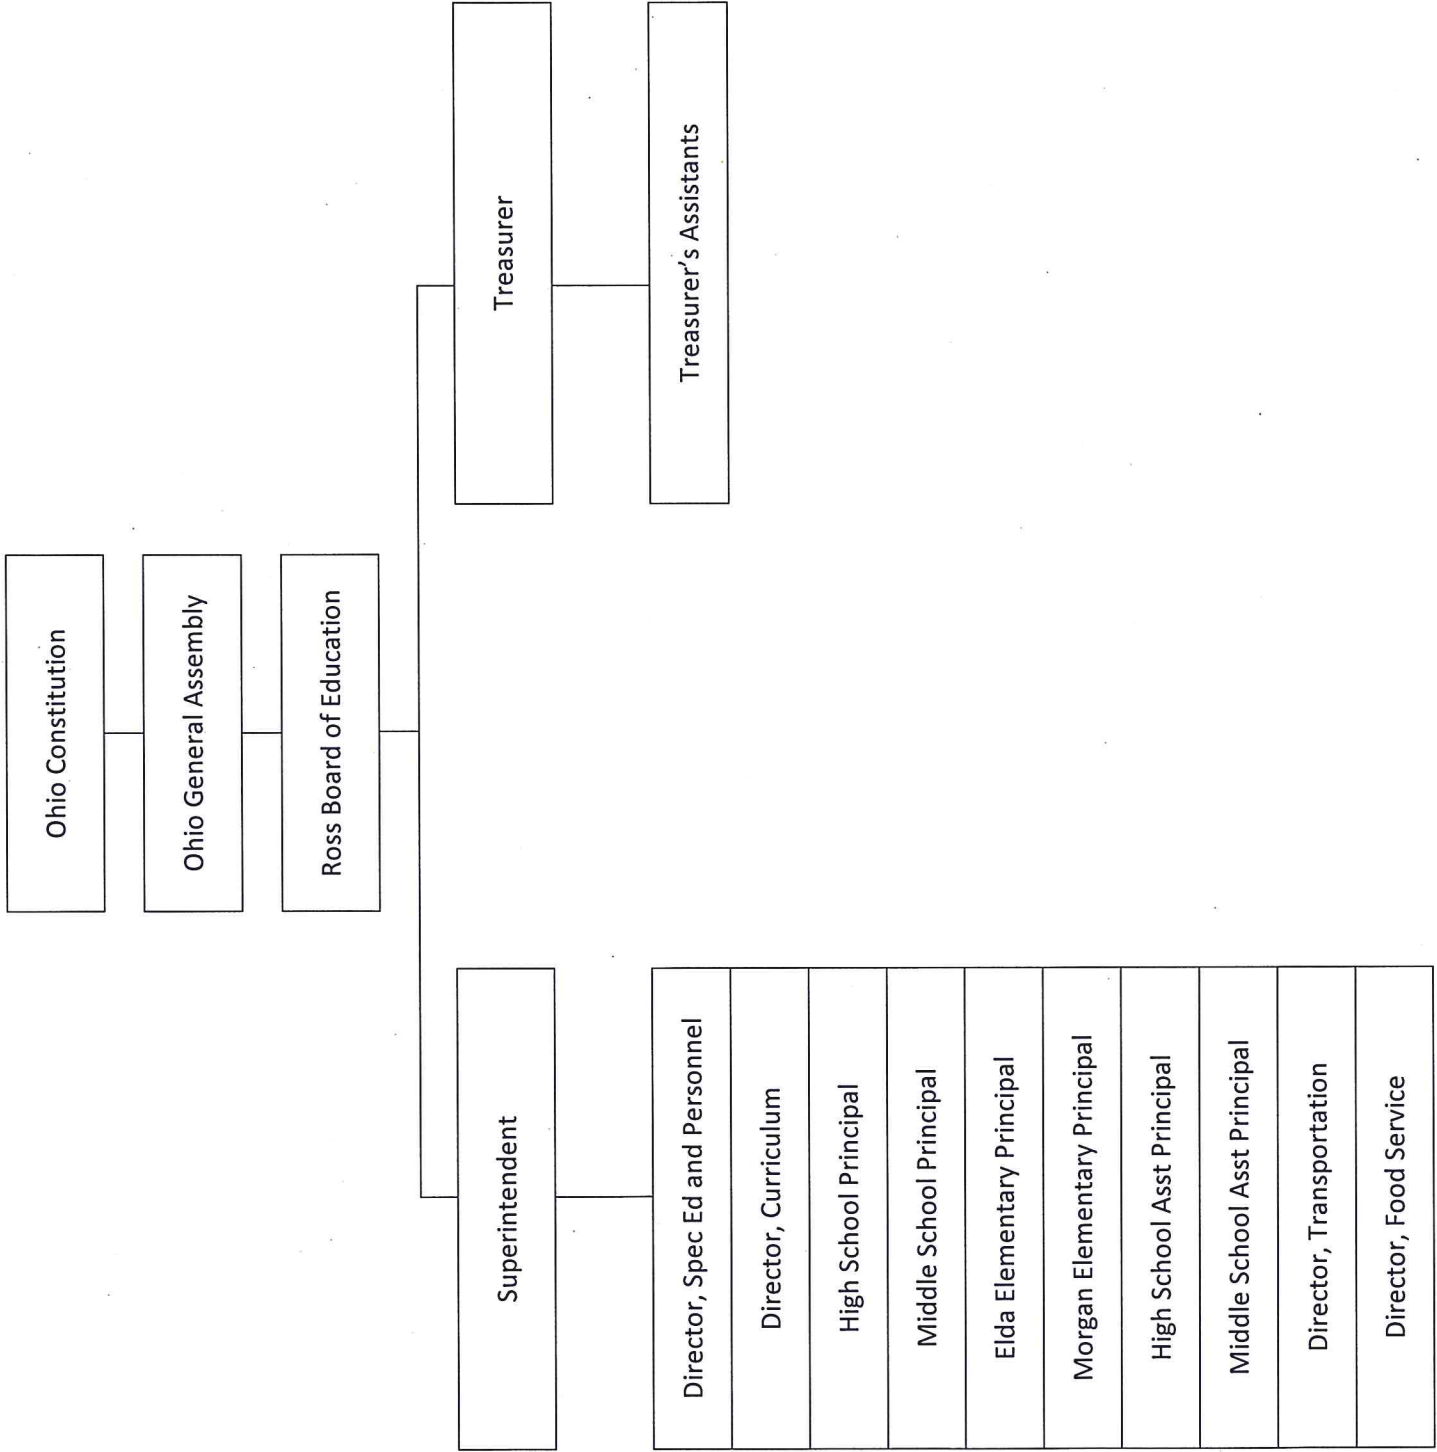 Ohio Constitution
Ohio General Assembly
Ross Board of Education
Superintendent
Treasurer
Director, Spec Ed and Personnel
Director, Curriculum
High School Principal
Middle School Principal
Elda Elementary Principal
Morgan Elementary Principal
High School Asst Principal
Middle School Asst Principal
Director, Transportation
Director, Food Service
Treasurer's Assistants